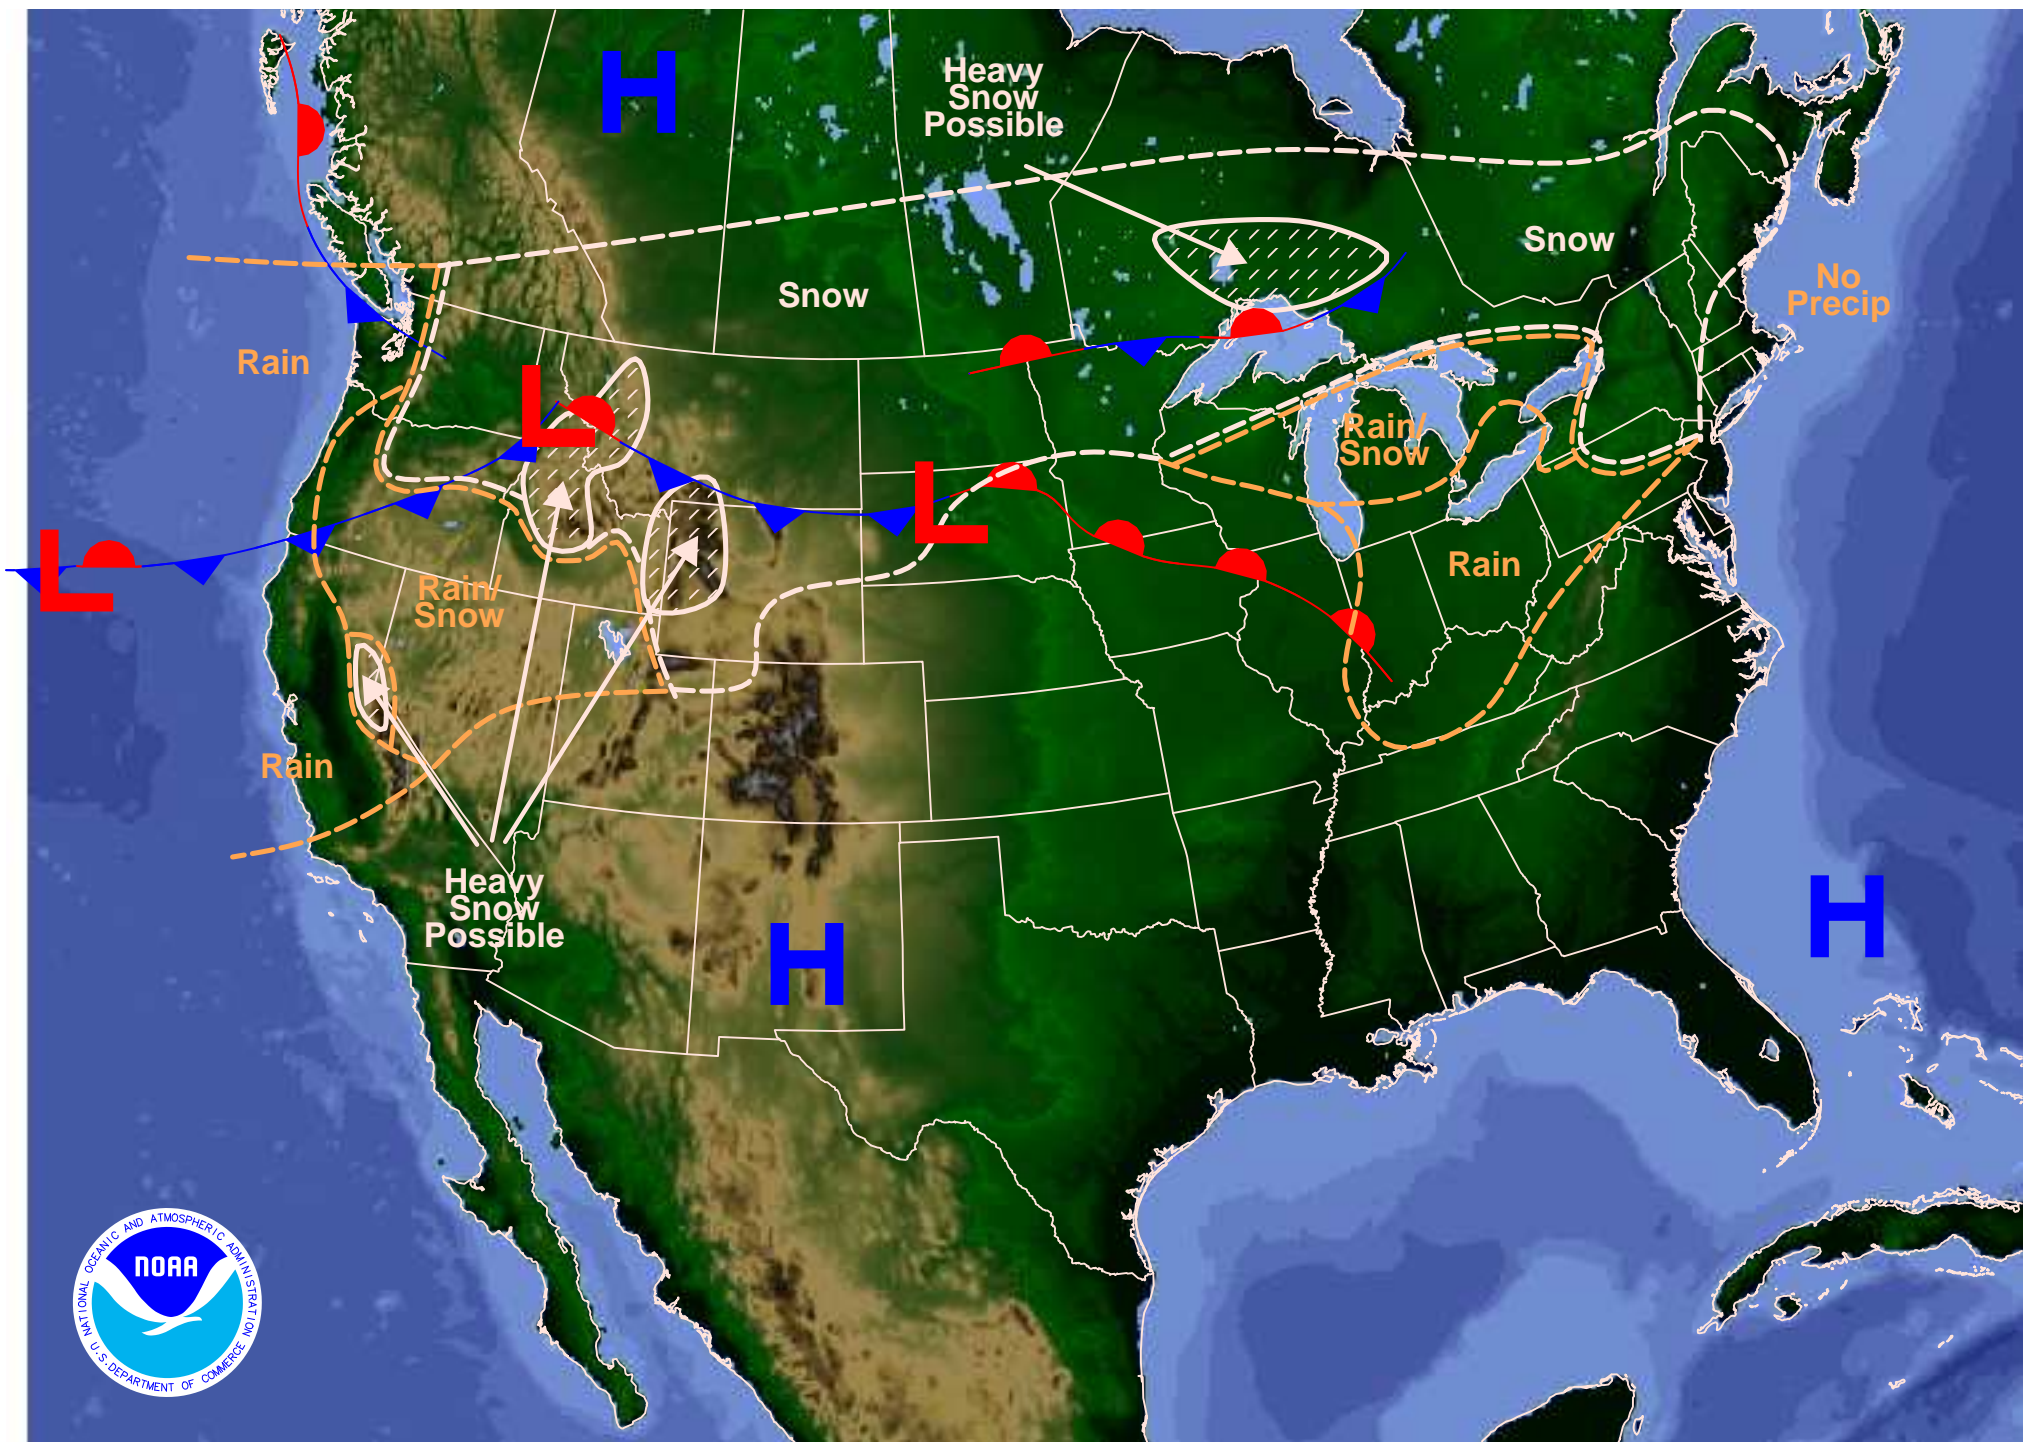 H
Heavy
Snow
Possible
Snow
No
Precip
Snow
Rain
L
Rain/
Snow
L
L
Rain
Rain/
Snow
Rain
Heavy
Snow
Possible
H
H
NATIONAL OCEANIC AND ATMOSPHERIC ADMINISTRATION
NOAA
U.S. DEPARTMENT OF COMMERCE